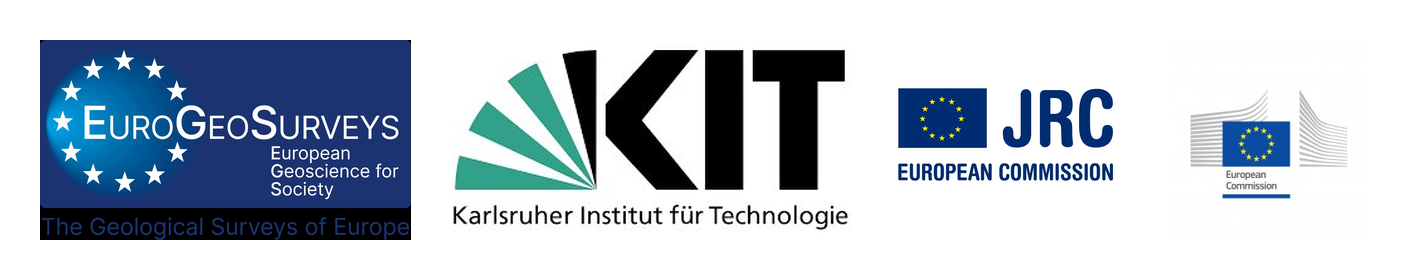 EUROGEOSURVEYS
European
Geoscience for
Society
The Geological Surveys of Europe
KIT
Karlsruher Institut für Technologie
JRC
EUROPEAN COMMISSION
European
Commission